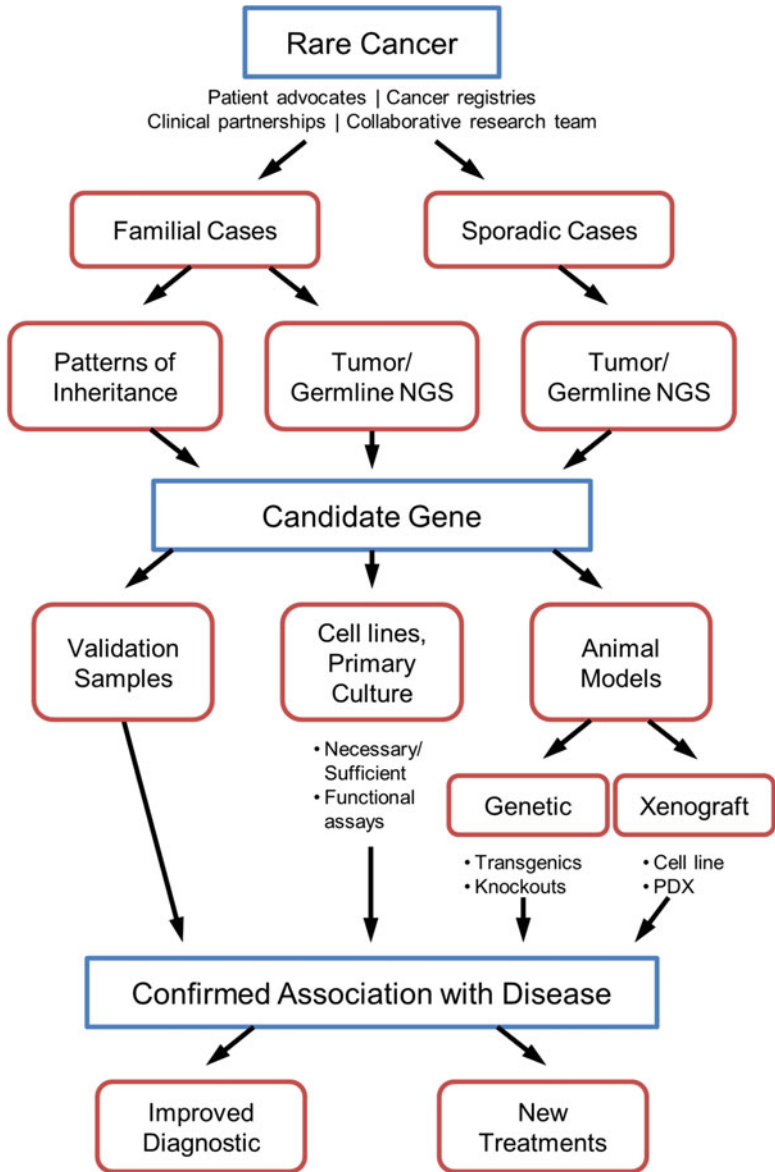 Rare Cancer
Patient advocates | Cancer registries
Clinical partnerships | Collaborative research team
Familial Cases
Sporadic Cases
Patterns of
Inheritance
Tumor/
Germline NGS
Tumor/
Germline NGS
Candidate Gene
Validation
Samples
Cell lines,
Primary
Culture
Animal
Models
• Necessary/
Sufficient
• Functional
assays
Genetic
Xenograft
• Transgenics
• Knockouts
• Cell line
• PDX
Confirmed Association with Disease
Improved
Diagnostic
New
Treatments